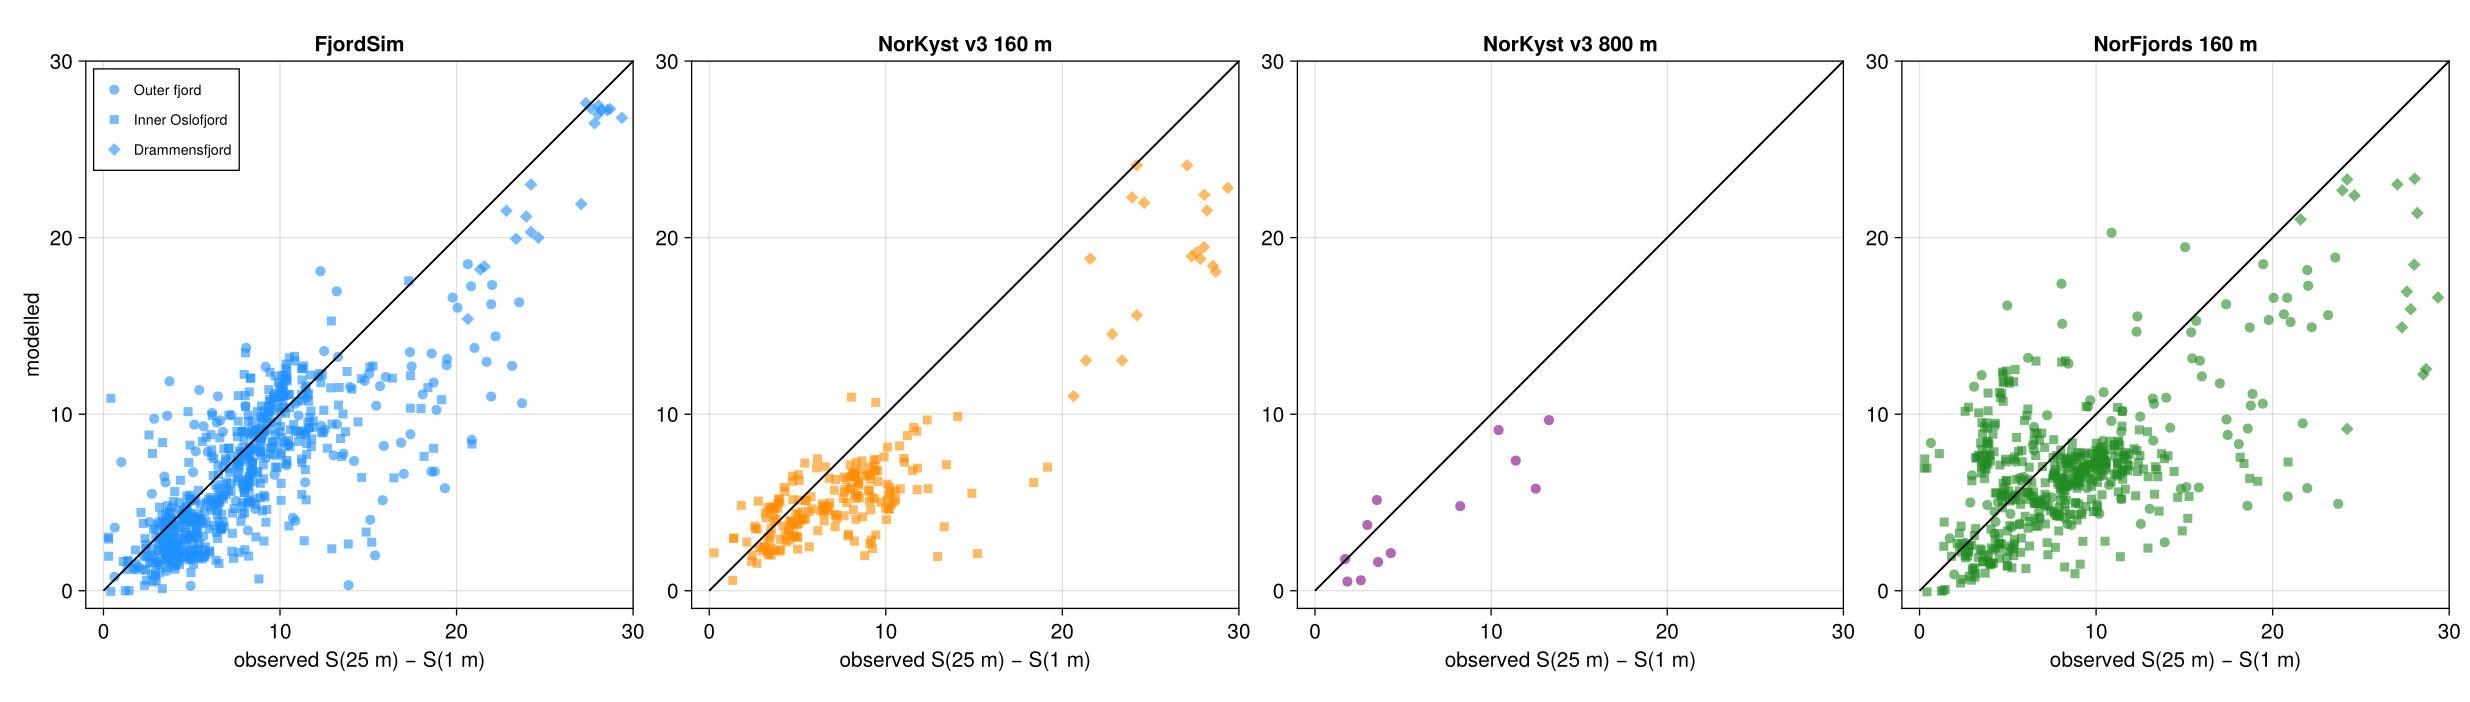 FjordSim
NorKyst v3 160 m
NorKyst v3 800 m
NorFjords 160 m
modelled
30
20
10
0
Outer fjord
Inner Oslofjord
Drammensfjord
0 10 20 30
observed S(25 m) − S(1 m)
30
20
10
0
0 10 20 30
observed S(25 m) − S(1 m)
30
20
10
0
0 10 20 30
observed S(25 m) − S(1 m)
30
20
10
0
0 10 20 30
observed S(25 m) − S(1 m)